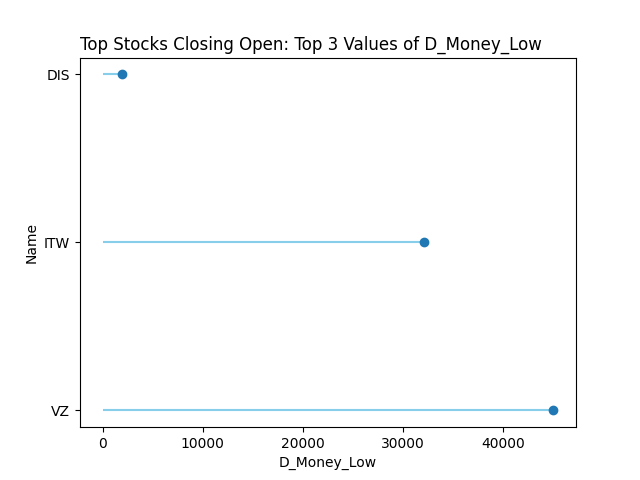 Top Stocks Closing Open: Top 3 Values of D_Money_Low
DIS
ITW
VZ
Name
0 10000 20000 30000 40000
D_Money_Low